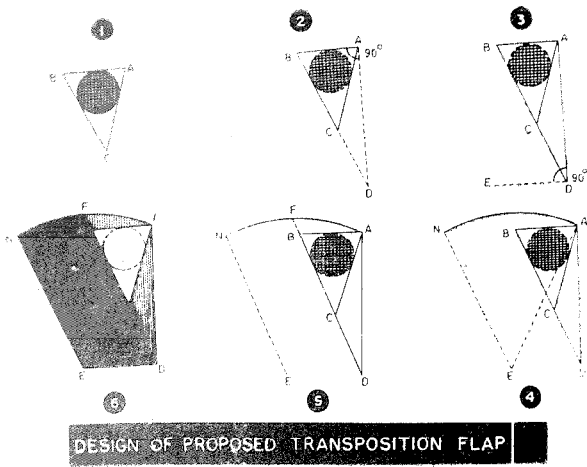 1
B A
C
2
B A
90°
C
D
3
B A
C
E D 90°
F
N
E D
6
F
N B A
C
E D
5
N B A
C
E
4
DESIGN OF PROPOSED TRANSPOSITION FLAP